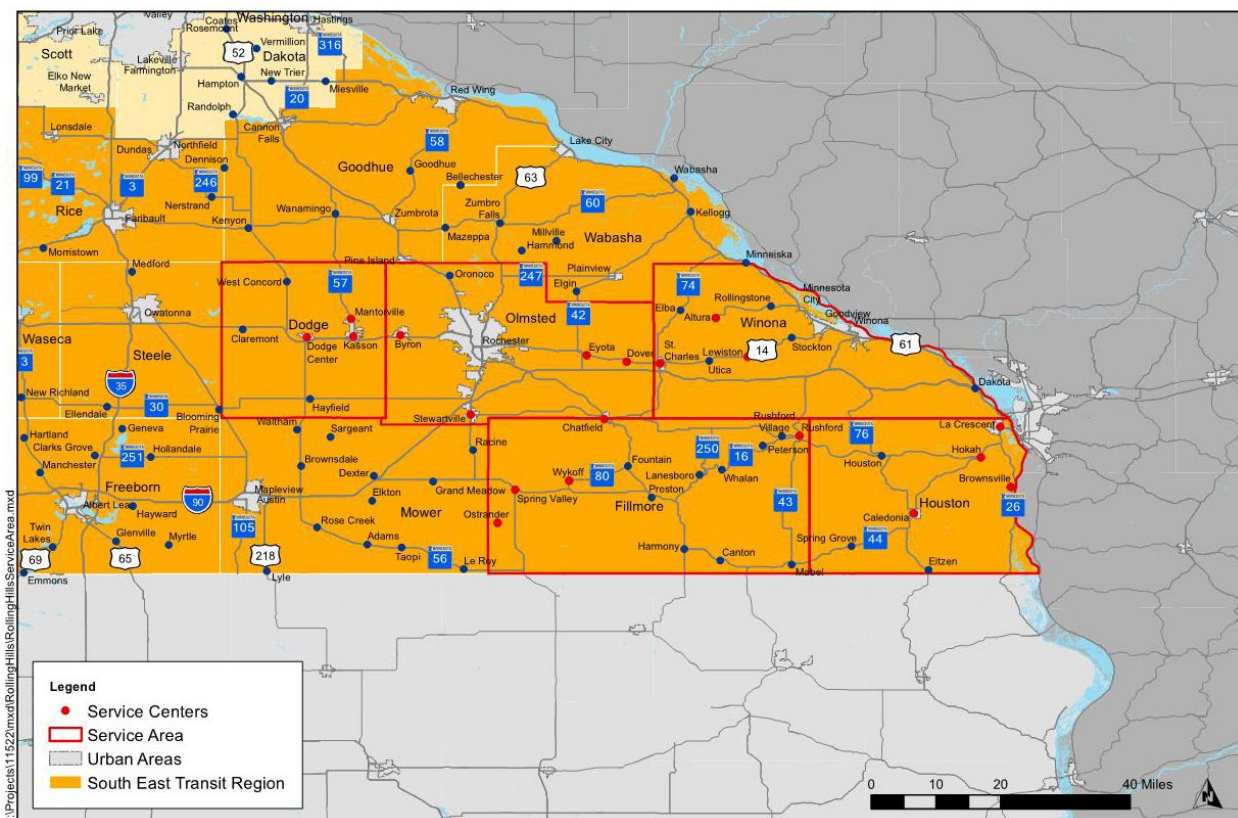 Valley
Washington
Hastings
Coates
Prior Lake
Rosemount
316
Scott
52
Vermillion
Lakeville
Dakota
Farmington
Elko New
Market
Hampton
New Trier
20
Miesville
Red Wing
Randolph
Cannon
Falls
Lonsdale
58
Lake City
Dundas
Northfield
Dennison
Goodhue
Goodhue
99
21
3
246
Bellechester
63
Wabasha
Rice
Nerstrand
60
Faribault
Wanamingo
Zumbrota
Zumbro
Falls
Kellogg
Kenyon
Millville
Wabasha
Morristown
Mazeppa
Hammond
Medford
Pine Island
Minneiska
West Concord
57
Oronoco
247
Plainview
74
Minnesota
City
Elgin
Rollingstone
Owatonna
Mantorville
Olmsted
42
Elba
Goodview
Waseca
Dodge
Altura
Winona
Winona
Claremont
Steele
Dodge
Center
Kasson
Byron
Rochester
Eyota
Dover
St.
Charles
Lewiston
14
Stockton
61
3
Utica
New Richland
35
Dakota
Ellendale
30
Blooming
Prairie
Hayfield
Stewartville
Waltham
Chatfield
Rushford
Village
Rushford
La Crescent
Hartland
Geneva
Sargeant
Racine
76
Clarks Grove
251
Hollandale
250
16
Peterson
Hokah
Manchester
Brownsdale
Dexter
Fountain
Houston
Wykoff
80
Lanesboro
Whalan
Brownsville
Freeborn
90
Mapleview
Austin
Grand Meadow
Preston
Albert Lea
Hayward
Elkton
Spring Valley
Fillmore
43
Houston
26
Mower
Ostrander
Caledonia
105
Rose Creek
Twin
Lakes
Glenville
Myrtle
Adams
Harmony
Spring Grove
44
69
65
218
Taopi
56
Canton
Le Roy
Mabel
Eitzen
Emmons
Lyle
:\Projects\11522\mxd\RollingHills\RollingHillsServiceArea.mxd
Legend
Service Centers
Service Area
Urban Areas
South East Transit Region
0 10 20 40 Miles
N